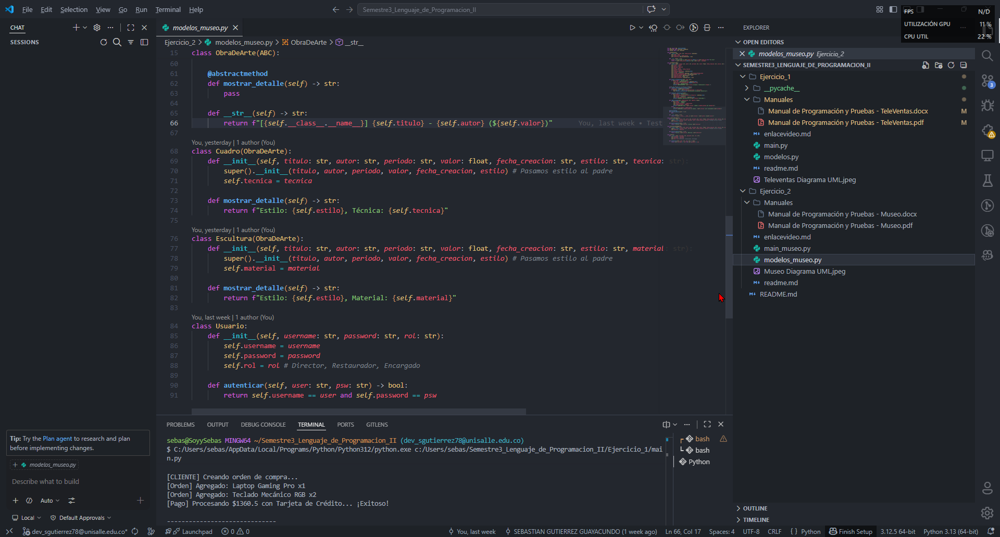 File Edit Selection View Go Run Terminal Help
Semestre3_Lenguaje_de_Programacion_II
FPS N/D
UTILIZACIÓN GPU 11 %
CPU UTIL 22 %
CHAT
SESSIONS
modelos_museo.py
Ejercicio_2 > modelos_museo.py > ObraDeArte > __str__
15 class ObraDeArte(ABC):
60
61 @abstractmethod
62 def mostrar_detalle(self) -> str:
63 pass
64
65 def __str__(self) -> str:
66 return f"[{self.__class__.__name__}] {self.titulo} - {self.autor} (${self.valor})" You, last week • Test
67
You, yesterday | 1 author (You)
68 class Cuadro(ObraDeArte):
69 def __init__(self, titulo: str, autor: str, periodo: str, valor: float, fecha_creacion: str, estilo: str, tecnica: str):
70 super().__init__(titulo, autor, periodo, valor, fecha_creacion, estilo) # Pasamos estilo al padre
71 self.tecnica = tecnica
72
73 def mostrar_detalle(self) -> str:
74 return f"Estilo: {self.estilo}, Técnica: {self.tecnica}"
75
You, yesterday | 1 author (You)
76 class Escultura(ObraDeArte):
77 def __init__(self, titulo: str, autor: str, periodo: str, valor: float, fecha_creacion: str, estilo: str, material: str):
78 super().__init__(titulo, autor, periodo, valor, fecha_creacion, estilo) # Pasamos estilo al padre
79 self.material = material
80
81 def mostrar_detalle(self) -> str:
82 return f"Estilo: {self.estilo}, Material: {self.material}"
83
You, last week | 1 author (You)
84 class Usuario:
85 def __init__(self, username: str, password: str, rol: str):
86 self.username = username
87 self.password = password
88 self.rol = rol # Director, Restaurador, Encargado
89
90 def autenticar(self, user: str, psw: str) -> bool:
91 return self.username == user and self.password == psw
Tip: Try the Plan agent to research and plan
before implementing changes.
+ modelos_museo.py
Describe what to build
Auto
Local Default Approvals
PROBLEMS OUTPUT DEBUG CONSOLE TERMINAL PORTS GITLENS
sebas@SoyySebas MINGW64 ~/Semestre3_Lenguaje_de_Programacion_II (dev_sgutierrez78@unisalle.edu.co)
$ C:/Users/sebas/AppData/Local/Programs/Python/Python312/python.exe c:/Users/sebas/Semestre3_Lenguaje_de_Programacion_II/Ejercicio_1/mai
n.py
[CLIENTE] Creando orden de compra...
[Orden] Agregado: Laptop Gaming Pro x1
[Orden] Agregado: Teclado Mecánico RGB x2
[Pago] Procesando $1360.5 con Tarjeta de Crédito... ¡Exitoso!
------------------------------
bash
bash
Python
EXPLORER
OPEN EDITORS
modelos_museo.py Ejercicio_2
SEMESTRE3_LENGUAJE_DE_PROGRAMACION_II
Ejercicio_1
__pycache__
Manuales
Manual de Programación y Pruebas - TeleVentas.docx M
Manual de Programación y Pruebas - TeleVentas.pdf M
enlacevideo.md
main.py
modelos.py
readme.md
Televentas Diagrama UML.jpeg
Ejercicio_2
Manuales
Manual de Programación y Pruebas - Museo.docx
Manual de Programación y Pruebas - Museo.pdf
enlacevideo.md
main_museo.py
modelos_museo.py
Museo Diagrama UML.jpeg
readme.md
README.md
OUTLINE
TIMELINE
3
dev_sgutierrez78@unisalle.edu.co* Launchpad 0 0 You, last week SEBASTIAN GUTIERREZ GUAYACUNDO (1 week ago) Ln 66, Col 17 Spaces: 4 UTF-8 CRLF { } Python Finish Setup 3.12.5 64-bit Python 3.13 (64-bit)